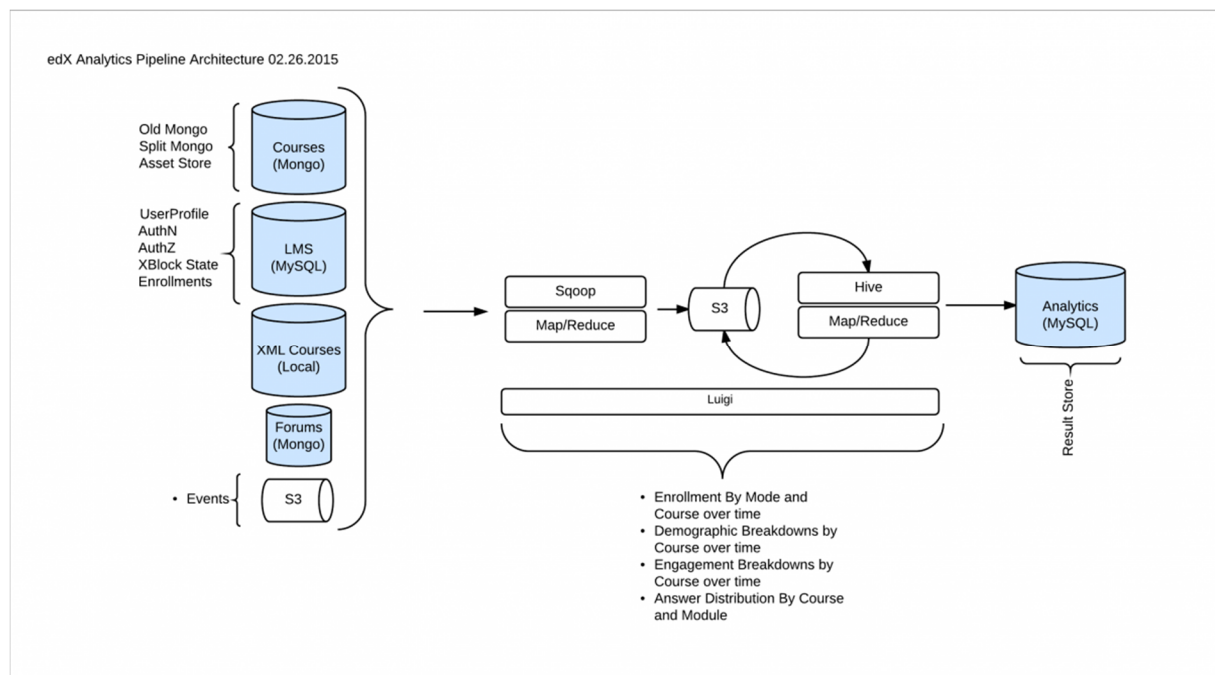 edX Analytics Pipeline Architecture 02.26.2015
Old Mongo
Split Mongo
Asset Store
Courses
(Mongo)
UserProfile
AuthN
AuthZ
XBlock State
Enrollments
LMS
(MySQL)
XML Courses
(Local)
Forums
(Mongo)
• Events
S3
Sqoop
Map/Reduce
S3
Hive
Map/Reduce
Analytics
(MySQL)
Result Store
Luigi
• Enrollment By Mode and
Course over time
• Demographic Breakdowns by
Course over time
• Engagement Breakdowns by
Course over time
• Answer Distribution By Course
and Module